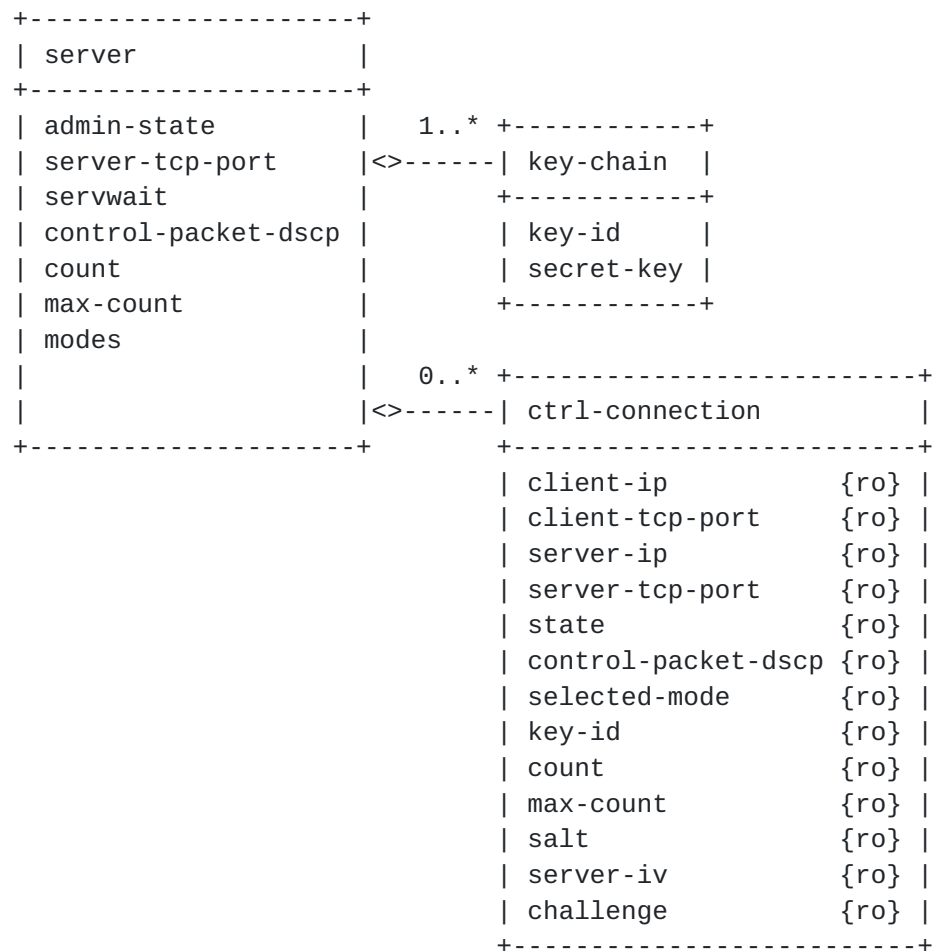 +---------------------+
| server              |
+---------------------+
| admin-state         |   1..* +------------+
| server-tcp-port     |<>------| key-chain  |
| servwait            |        +------------+
| control-packet-dscp |        | key-id     |
| count               |        | secret-key |
| max-count           |        +------------+
| modes               |
|                     |   0..* +--------------------------+
|                     |<>------| ctrl-connection          |
+---------------------+        +--------------------------+
                               | client-ip           {ro} |
                               | client-tcp-port     {ro} |
                               | server-ip           {ro} |
                               | server-tcp-port     {ro} |
                               | state               {ro} |
                               | control-packet-dscp {ro} |
                               | selected-mode       {ro} |
                               | key-id              {ro} |
                               | count               {ro} |
                               | max-count           {ro} |
                               | salt                {ro} |
                               | server-iv           {ro} |
                               | challenge           {ro} |
                               +--------------------------+